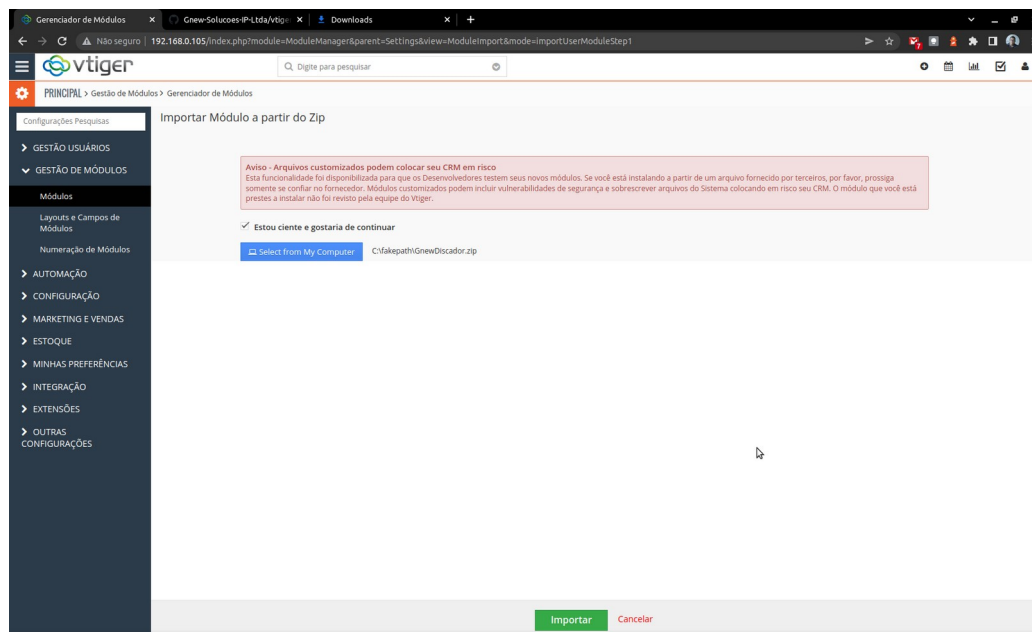 Gerenciador de Módulos
Gnew-Solucoes-IP-Ltda/vtige
Downloads
Não seguro
192.168.0.105/index.php?module=ModuleManager&parent=Settings&view=ModuleImport&mode=importUserModuleStep1
vtiger
Digite para pesquisar
PRINCIPAL > Gestão de Módulos > Gerenciador de Módulos
Configurações Pesquisas
GESTÃO USUÁRIOS
GESTÃO DE MÓDULOS
Módulos
Layouts e Campos de
Módulos
Numeração de Módulos
AUTOMAÇÃO
CONFIGURAÇÃO
MARKETING E VENDAS
ESTOQUE
MINHAS PREFERÊNCIAS
INTEGRAÇÃO
EXTENSÕES
OUTRAS
CONFIGURAÇÕES
Importar Módulo a partir do Zip
Aviso - Arquivos customizados podem colocar seu CRM em risco
Esta funcionalidade foi disponibilizada para que os Desenvolvedores testem seus novos módulos. Se você está instalando a partir de um arquivo fornecido por terceiros, por favor, prossiga
somente se confiar no fornecedor. Módulos customizados podem incluir vulnerabilidades de segurança e sobrescrever arquivos do Sistema colocando em risco seu CRM. O módulo que você está
prestes a instalar não foi revisto pela equipe do Vtiger.
Estou ciente e gostaria de continuar
Select from My Computer
C:\fakepath\GnewDiscador.zip
Importar
Cancelar